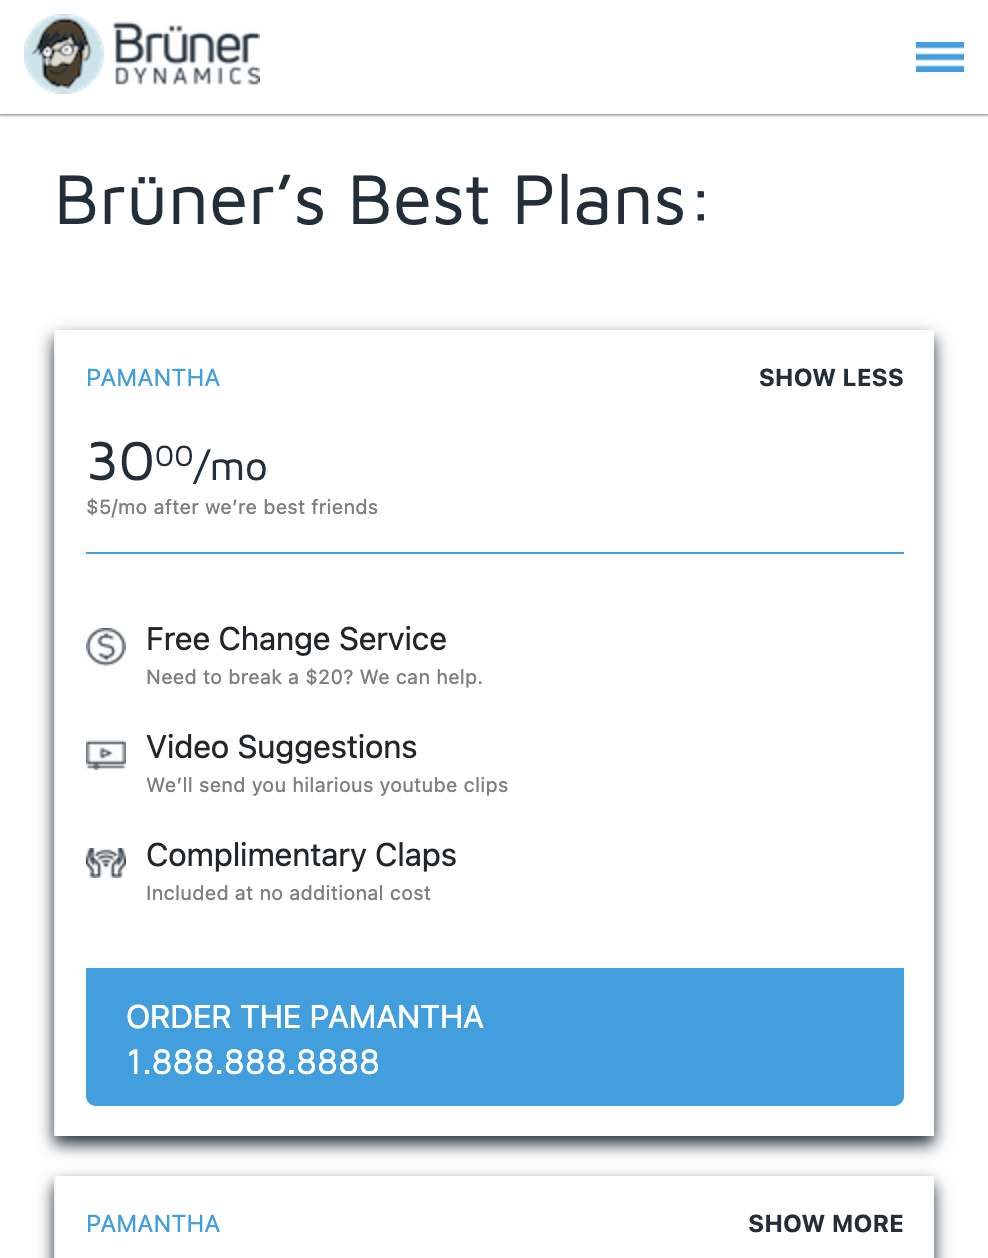 Brüner
DYNAMICS
Brüner’s Best Plans:
PAMANTHA
SHOW LESS
30⁰⁰/mo
$5/mo after we’re best friends
Free Change Service
Need to break a $20? We can help.
Video Suggestions
We’ll send you hilarious youtube clips
Complimentary Claps
Included at no additional cost
ORDER THE PAMANTHA
1.888.888.8888
PAMANTHA
SHOW MORE